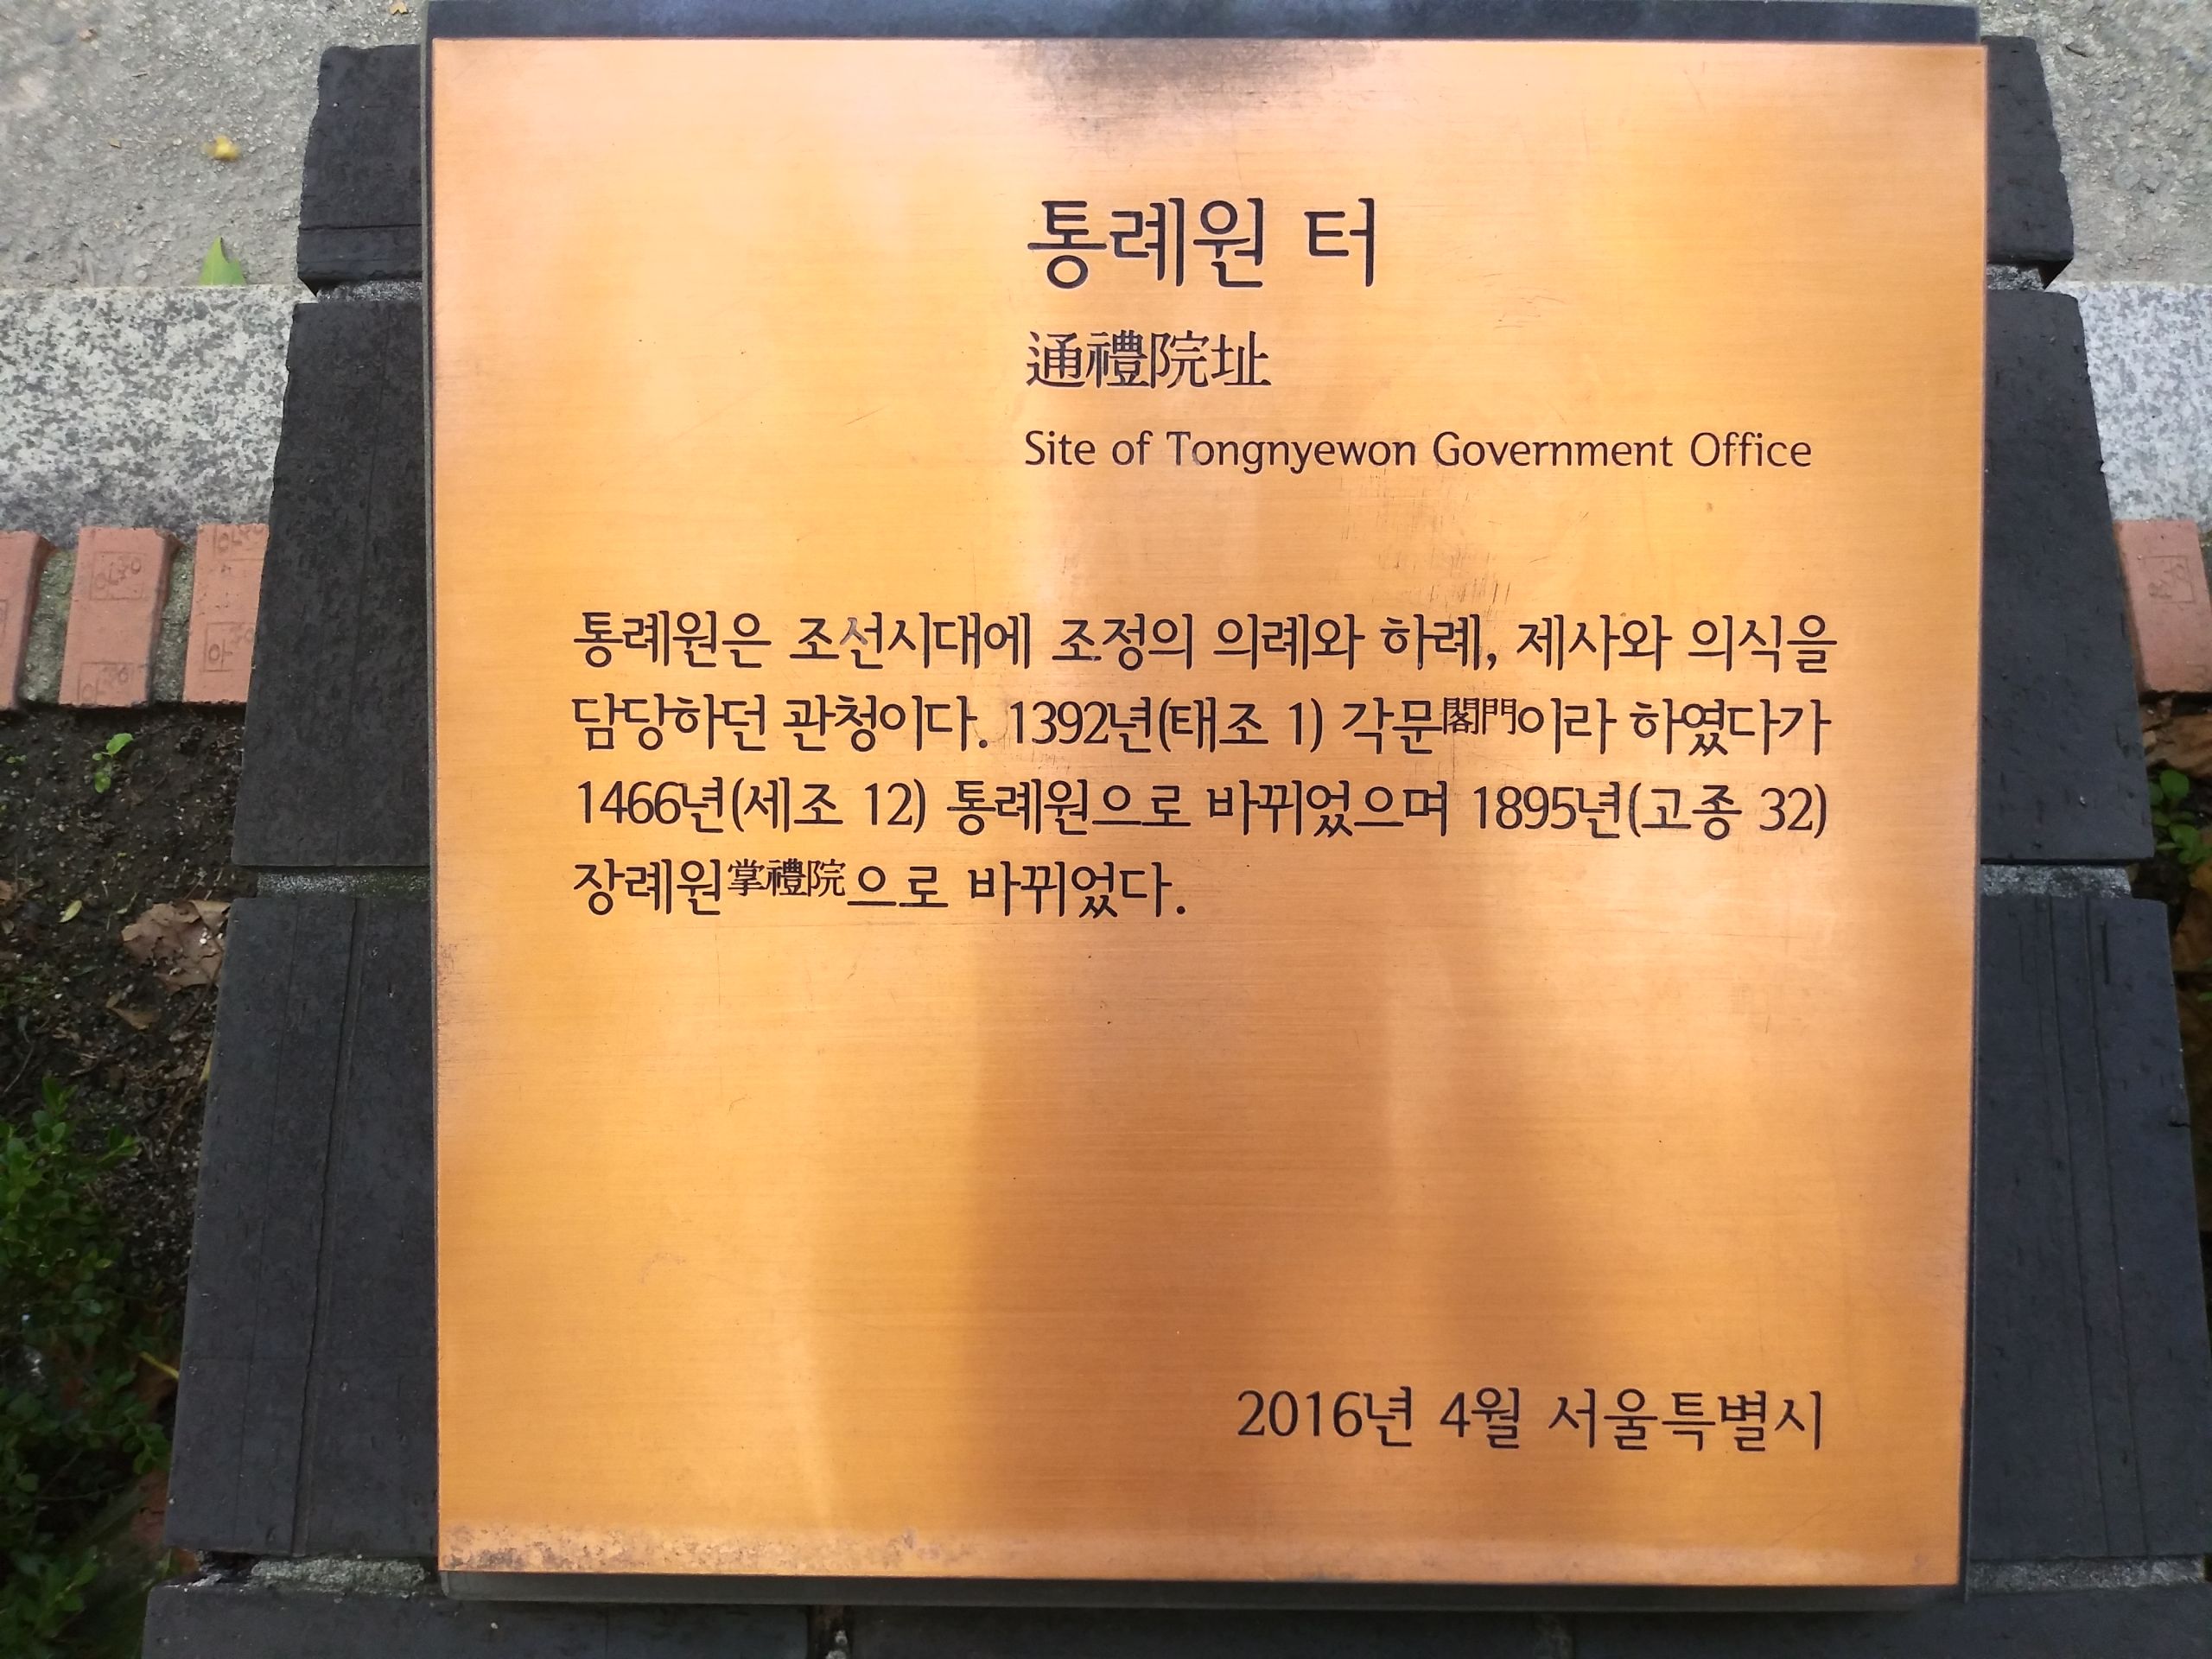 통례원 터
通禮院址
Site of Tongnyewon Government Office
통례원은 조선시대에 조정의 의례와 하례, 제사와 의식을
담당하던 관청이다. 1392년(태조 1) 각문閣門이라 하였다가
1466년(세조 12) 통례원으로 바뀌었으며 1895년(고종 32)
장례원掌禮院으로 바뀌었다.
2016년 4월 서울특별시